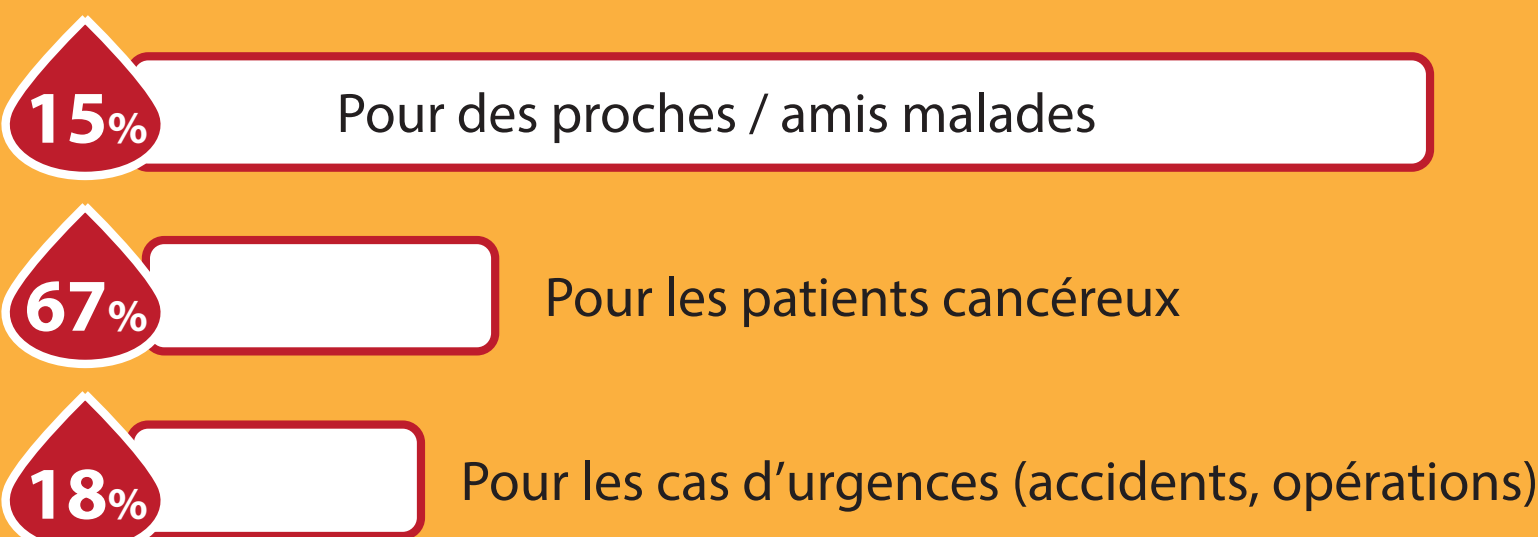 15% Pour des proches / amis malades
67% Pour les patients cancéreux
18% Pour les cas d’urgences (accidents, opérations)